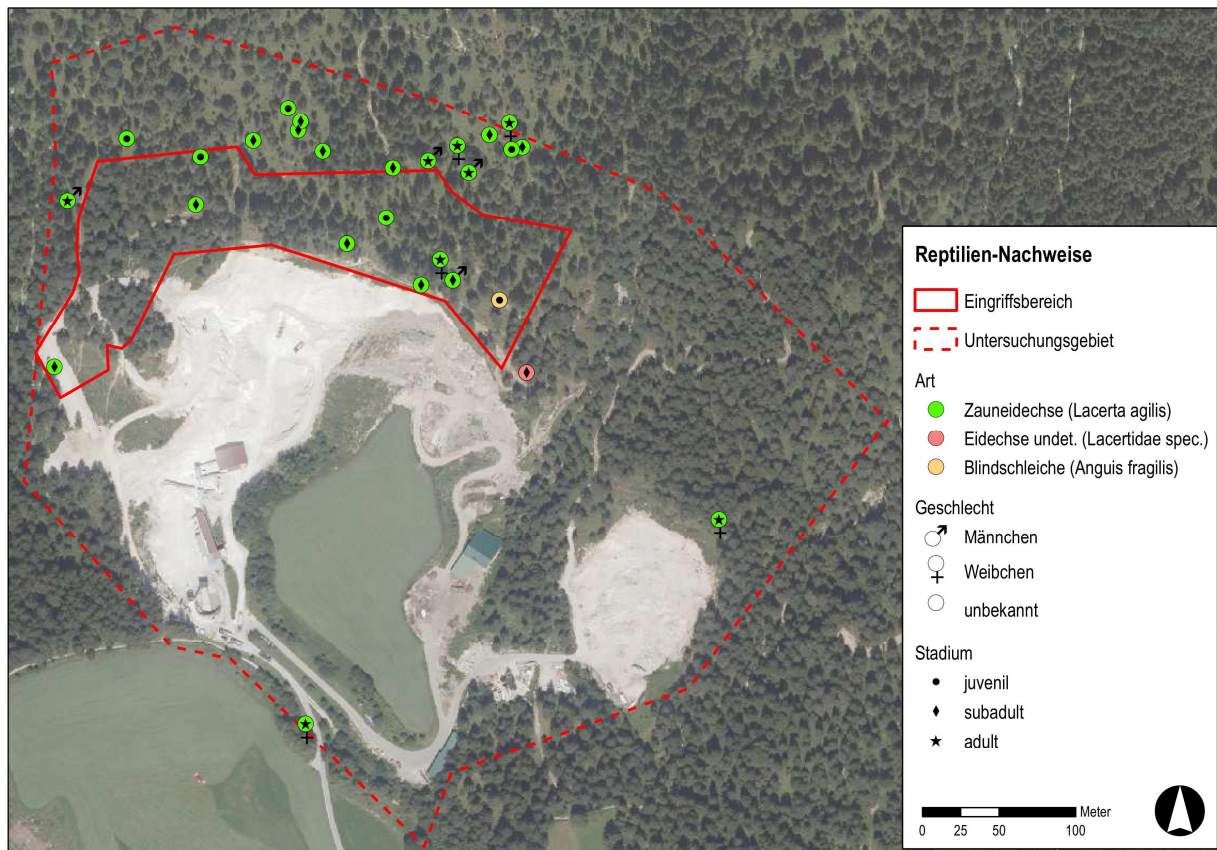 Reptilien-Nachweise
Eingriffsbereich
Untersuchungsgebiet
Art
Zauneidechse (Lacerta agilis)
Eidechse undet. (Lacertidae spec.)
Blindschleiche (Anguis fragilis)
Geschlecht
Männchen
Weibchen
unbekannt
Stadium
juvenil
subadult
adult
Meter
0 25 50 100